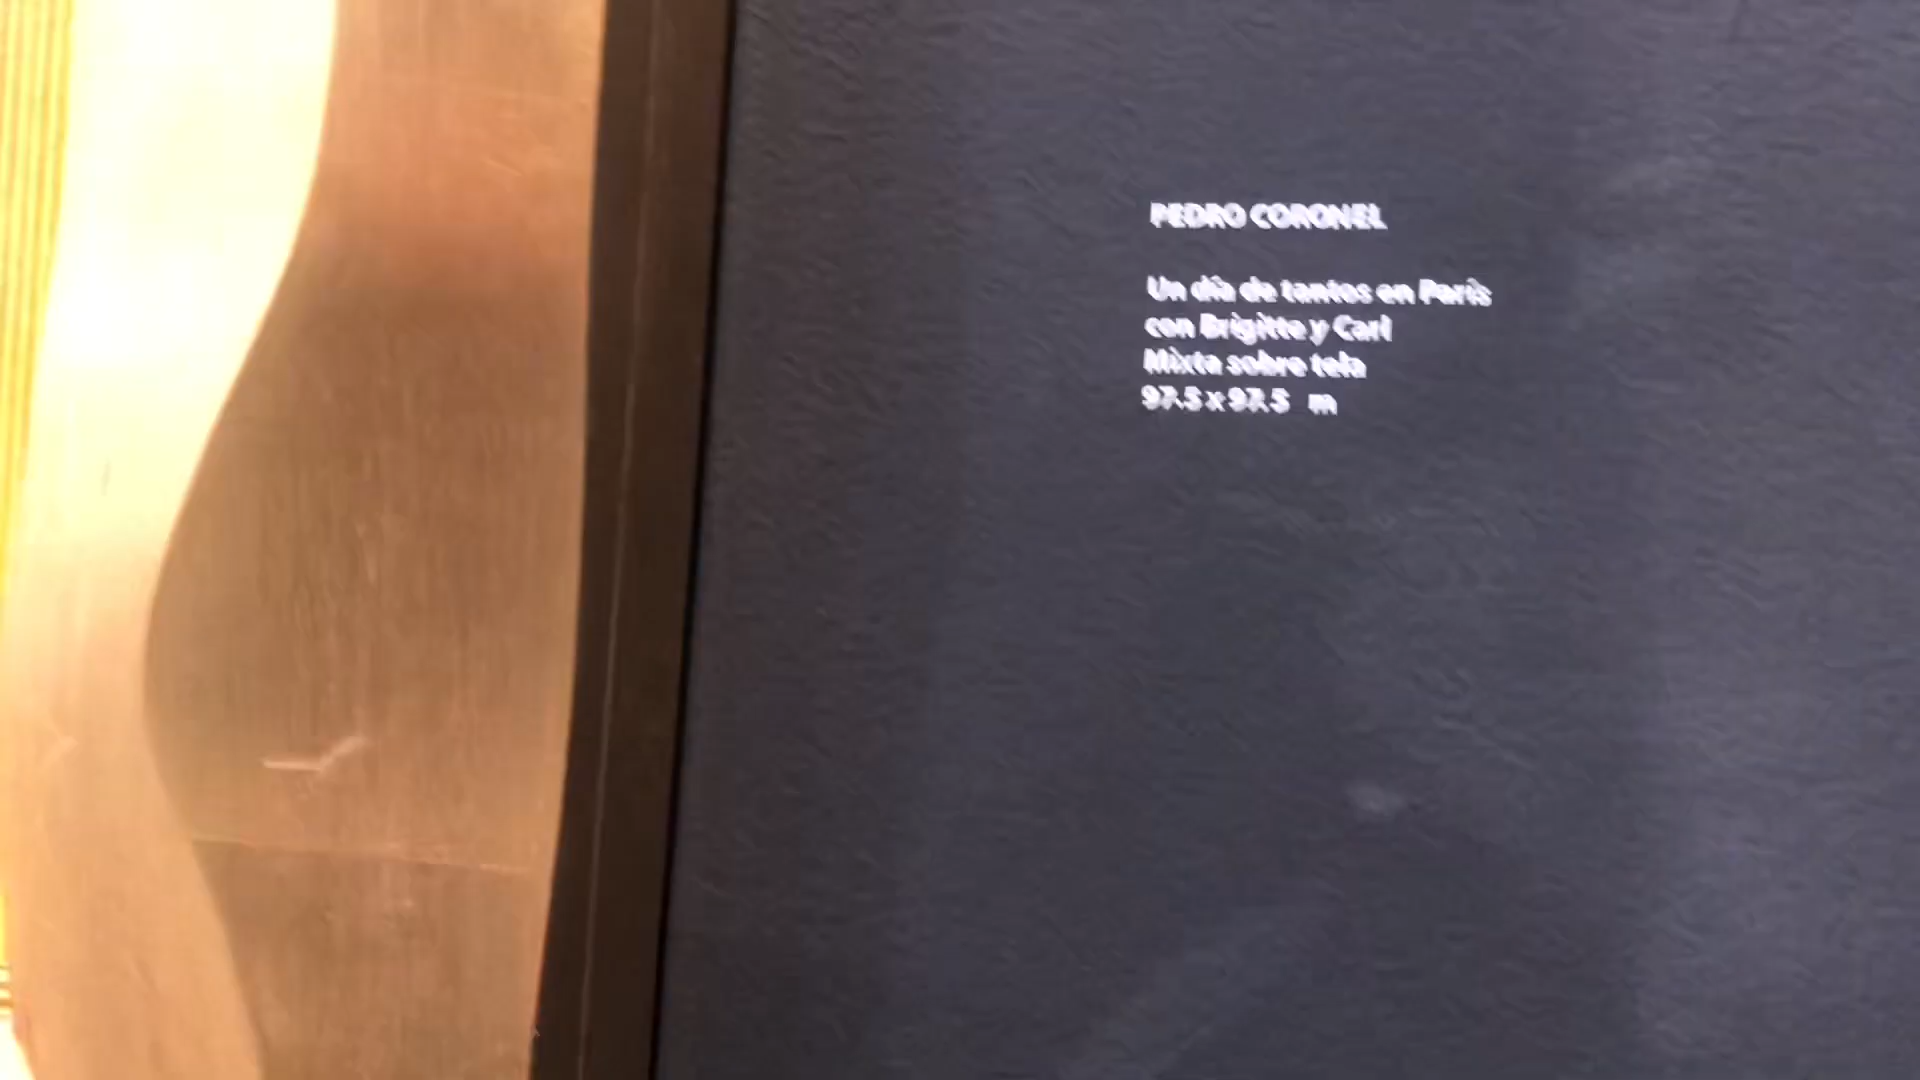 PEDRO CORONEL
Un día de tantos en París
con Brigitte y Carl
Mixta sobre tela
97.5 x 97.5 m